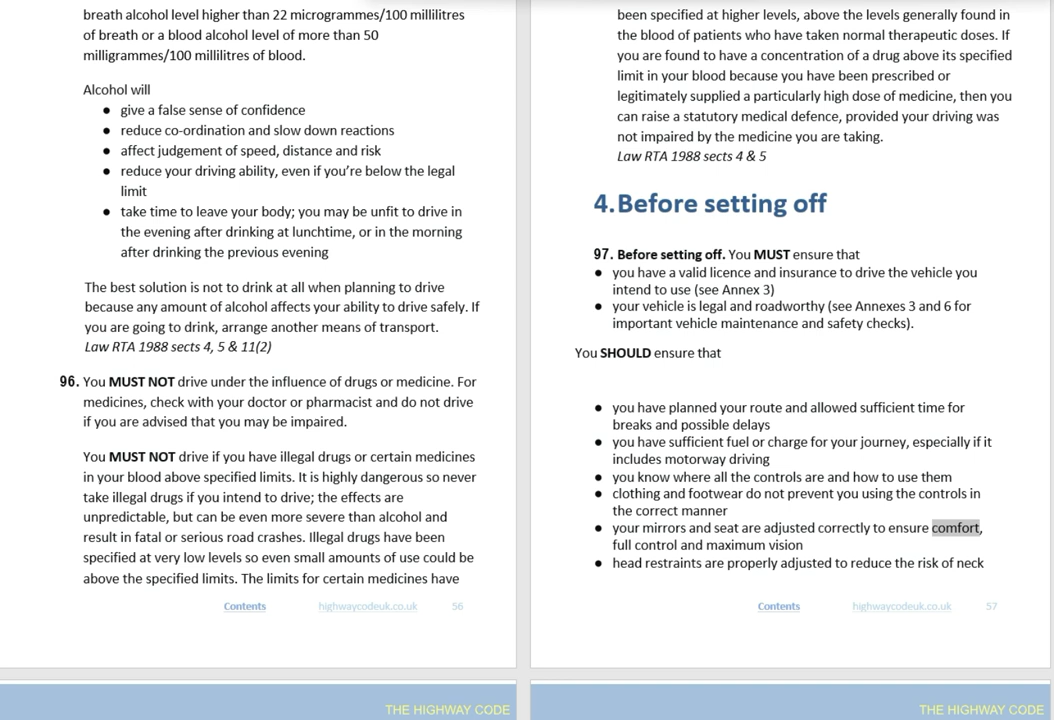 breath alcohol level higher than 22 microgrammes/100 millilitres
of breath or a blood alcohol level of more than 50
milligrammes/100 millilitres of blood.
Alcohol will
● give a false sense of confidence
● reduce co-ordination and slow down reactions
● affect judgement of speed, distance and risk
● reduce your driving ability, even if you're below the legal
limit
● take time to leave your body; you may be unfit to drive in
the evening after drinking at lunchtime, or in the morning
after drinking the previous evening
The best solution is not to drink at all when planning to drive
because any amount of alcohol affects your ability to drive safely. If
you are going to drink, arrange another means of transport.
Law RTA 1988 sects 4, 5 & 11(2)
96. You MUST NOT drive under the influence of drugs or medicine. For
medicines, check with your doctor or pharmacist and do not drive
if you are advised that you may be impaired.
You MUST NOT drive if you have illegal drugs or certain medicines
in your blood above specified limits. It is highly dangerous so never
take illegal drugs if you intend to drive; the effects are
unpredictable, but can be even more severe than alcohol and
result in fatal or serious road crashes. Illegal drugs have been
specified at very low levels so even small amounts of use could be
above the specified limits. The limits for certain medicines have
Contents highwaycodeuk.co.uk 56
been specified at higher levels, above the levels generally found in
the blood of patients who have taken normal therapeutic doses. If
you are found to have a concentration of a drug above its specified
limit in your blood because you have been prescribed or
legitimately supplied a particularly high dose of medicine, then you
can raise a statutory medical defence, provided your driving was
not impaired by the medicine you are taking.
Law RTA 1988 sects 4 & 5
4. Before setting off
97. Before setting off. You MUST ensure that
● you have a valid licence and insurance to drive the vehicle you
intend to use (see Annex 3)
● your vehicle is legal and roadworthy (see Annexes 3 and 6 for
important vehicle maintenance and safety checks).
You SHOULD ensure that
● you have planned your route and allowed sufficient time for
breaks and possible delays
● you have sufficient fuel or charge for your journey, especially if it
includes motorway driving
● you know where all the controls are and how to use them
● clothing and footwear do not prevent you using the controls in
the correct manner
● your mirrors and seat are adjusted correctly to ensure comfort,
full control and maximum vision
● head restraints are properly adjusted to reduce the risk of neck
Contents highwaycodeuk.co.uk 57
THE HIGHWAY CODE
THE HIGHWAY CODE